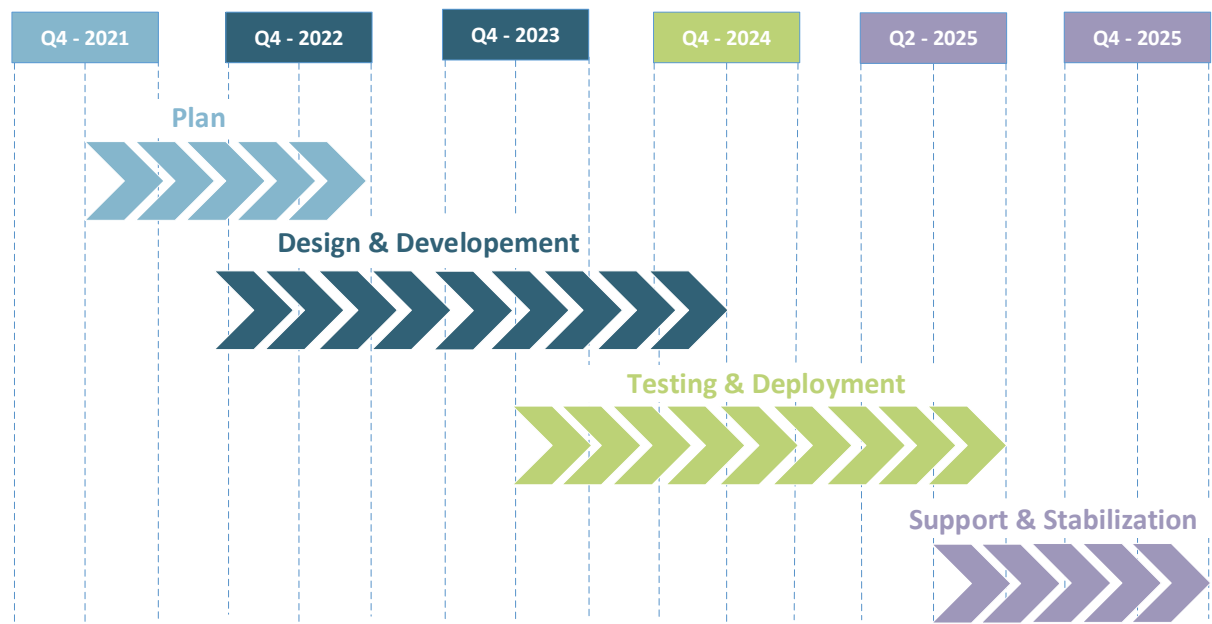 Q4 - 2021
Q4 - 2022
Q4 - 2023
Q4 - 2024
Q2 - 2025
Q4 - 2025
Plan
Design & Developement
Testing & Deployment
Support & Stabilization